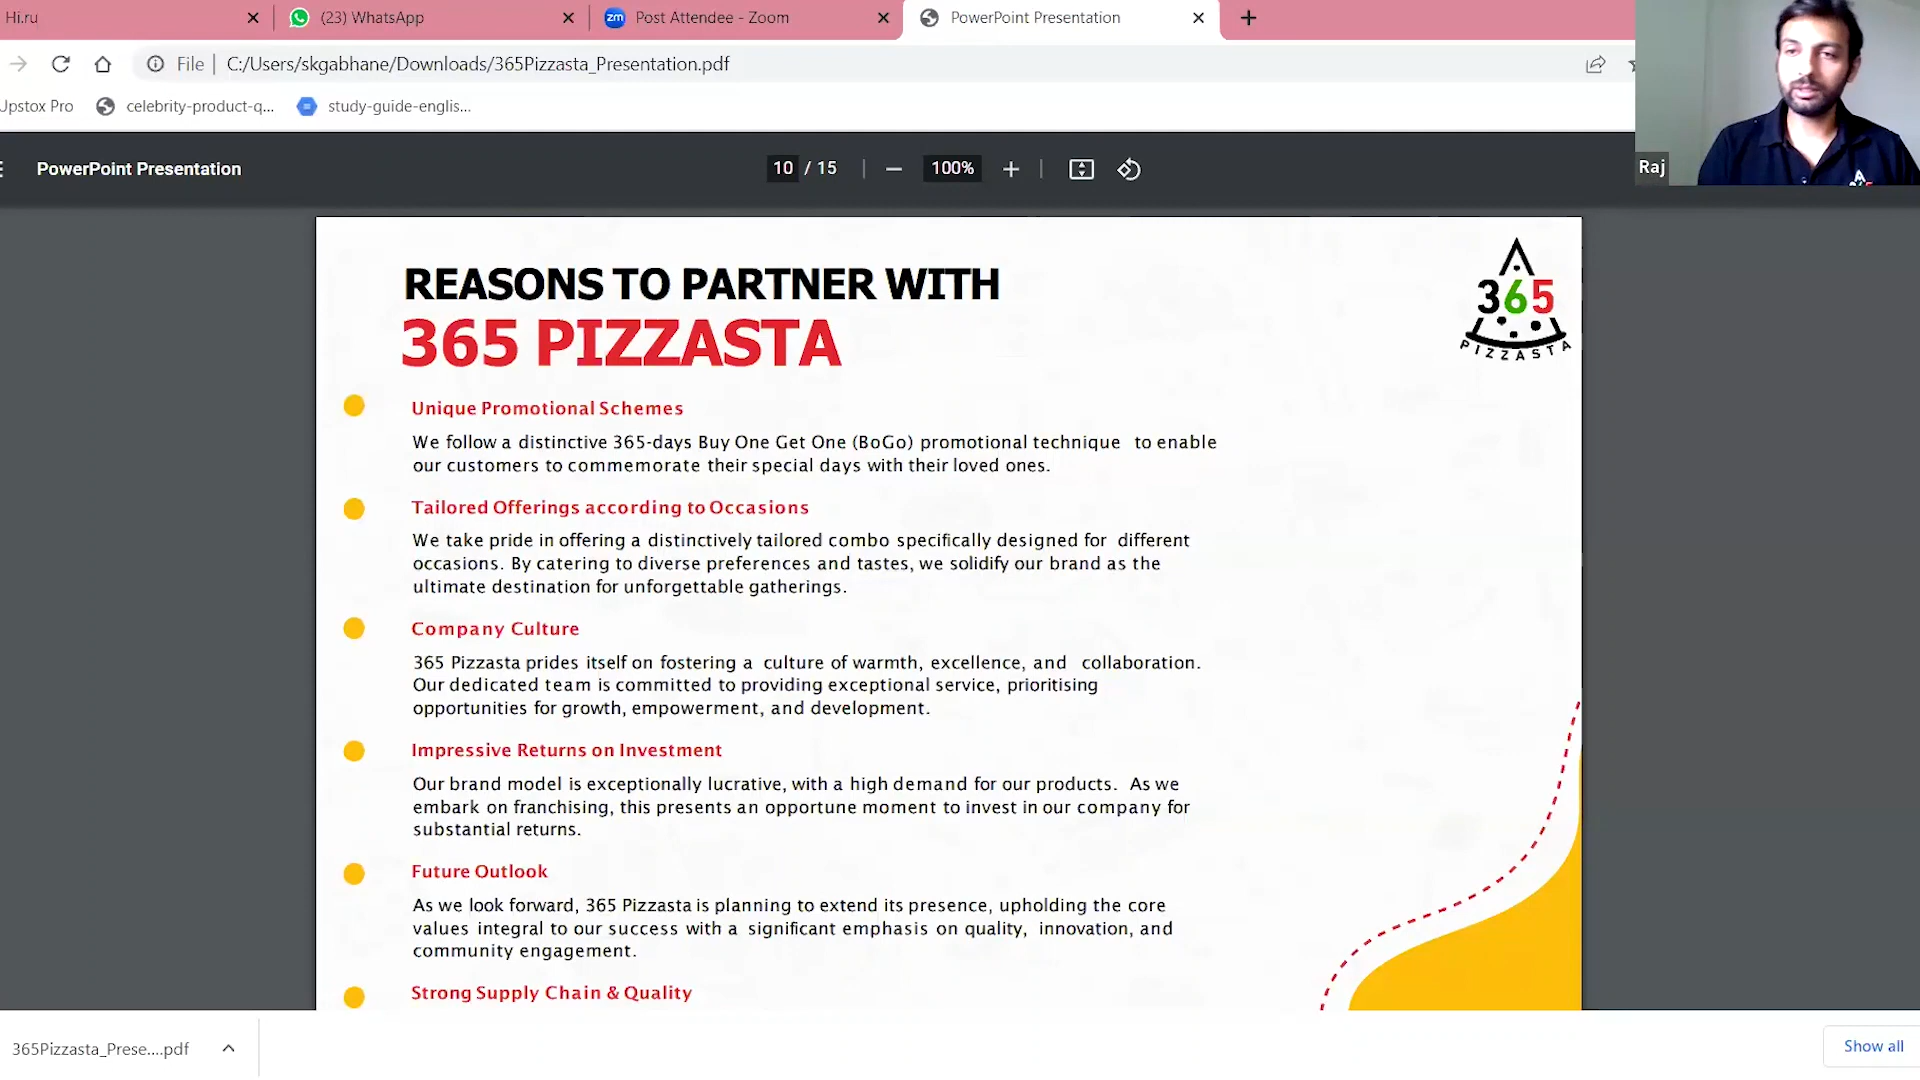 Hi.ru
(23) WhatsApp
zm Post Attendee - Zoom
PowerPoint Presentation
File
C:/Users/skgabhane/Downloads/365Pizzasta_Presentation.pdf
Upstox Pro
celebrity-product-q...
study-guide-englis...
Raj
PowerPoint Presentation
10 / 15
100%
REASONS TO PARTNER WITH
365 PIZZASTA
365
PIZZASTA
Unique Promotional Schemes
We follow a distinctive 365-days Buy One Get One (BoGo) promotional technique to enable
our customers to commemorate their special days with their loved ones.
Tailored Offerings according to Occasions
We take pride in offering a distinctively tailored combo specifically designed for different
occasions. By catering to diverse preferences and tastes, we solidify our brand as the
ultimate destination for unforgettable gatherings.
Company Culture
365 Pizzasta prides itself on fostering a culture of warmth, excellence, and collaboration.
Our dedicated team is committed to providing exceptional service, prioritising
opportunities for growth, empowerment, and development.
Impressive Returns on Investment
Our brand model is exceptionally lucrative, with a high demand for our products. As we
embark on franchising, this presents an opportune moment to invest in our company for
substantial returns.
Future Outlook
As we look forward, 365 Pizzasta is planning to extend its presence, upholding the core
values integral to our success with a significant emphasis on quality, innovation, and
community engagement.
Strong Supply Chain & Quality
365Pizzasta_Prese....pdf
Show all